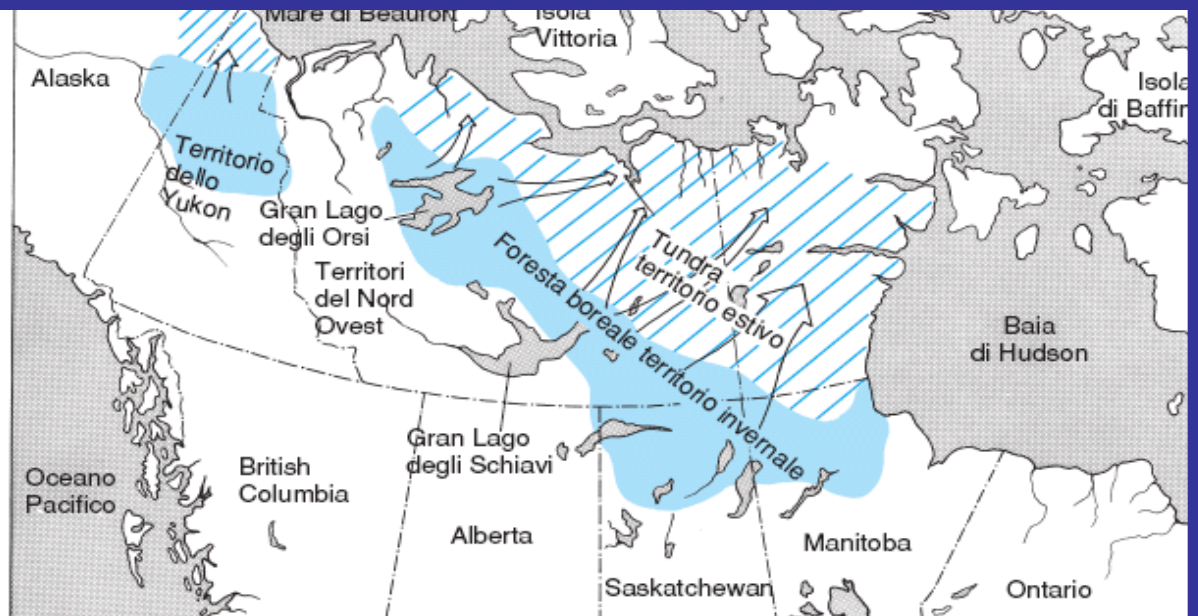 Mare di Beaufort
Isola
Vittoria
Alaska
Isola
di Baffin
Territorio
dello
Yukon
Gran Lago
degli Orsi
Territori
del Nord
Ovest
Foresta boreale territorio invernale
Tundra
territorio estivo
Baia
di Hudson
Gran Lago
degli Schiavi
Oceano
Pacifico
British
Columbia
Alberta
Manitoba
Saskatchewan
Ontario